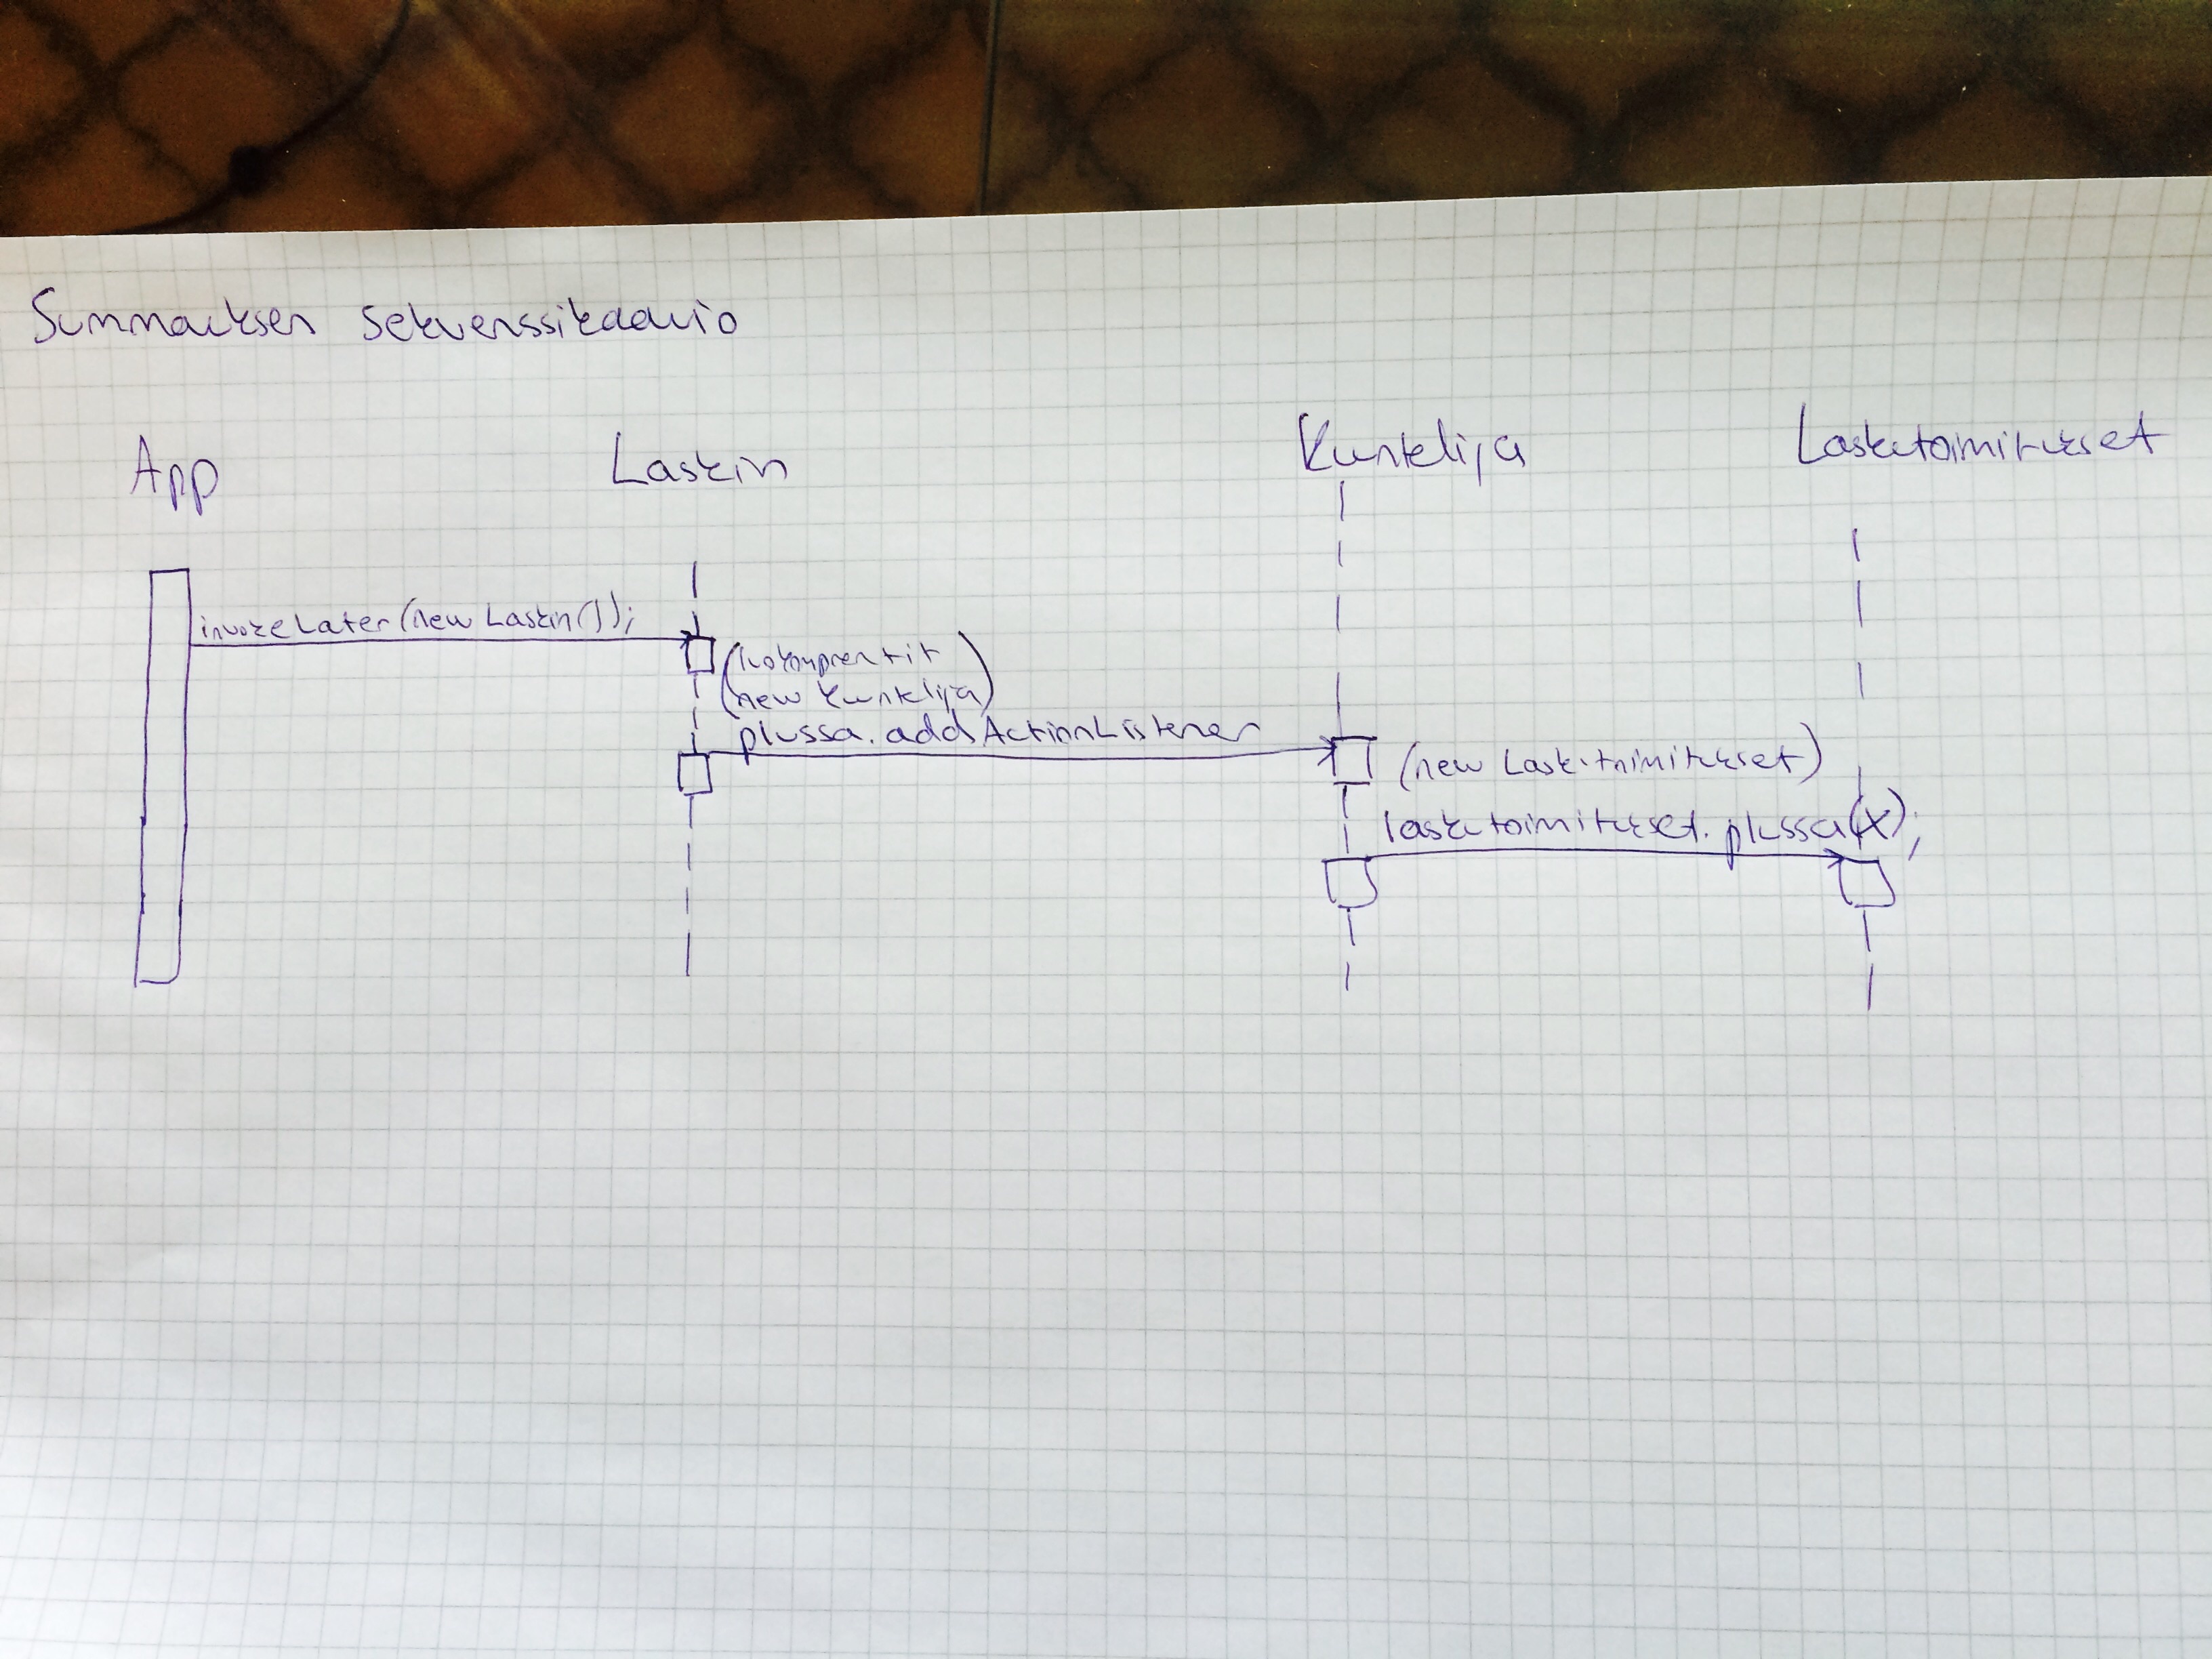 Summauksen sekvenssikaavio
App Laskin Kuuntelija Laskutoimitukset
invokeLater(new Laskin());
(luokomponentit
new Kuuntelija)
plussa.addActionListener
(new Laskutoimitukset)
laskutoimitukset.plussa(x);